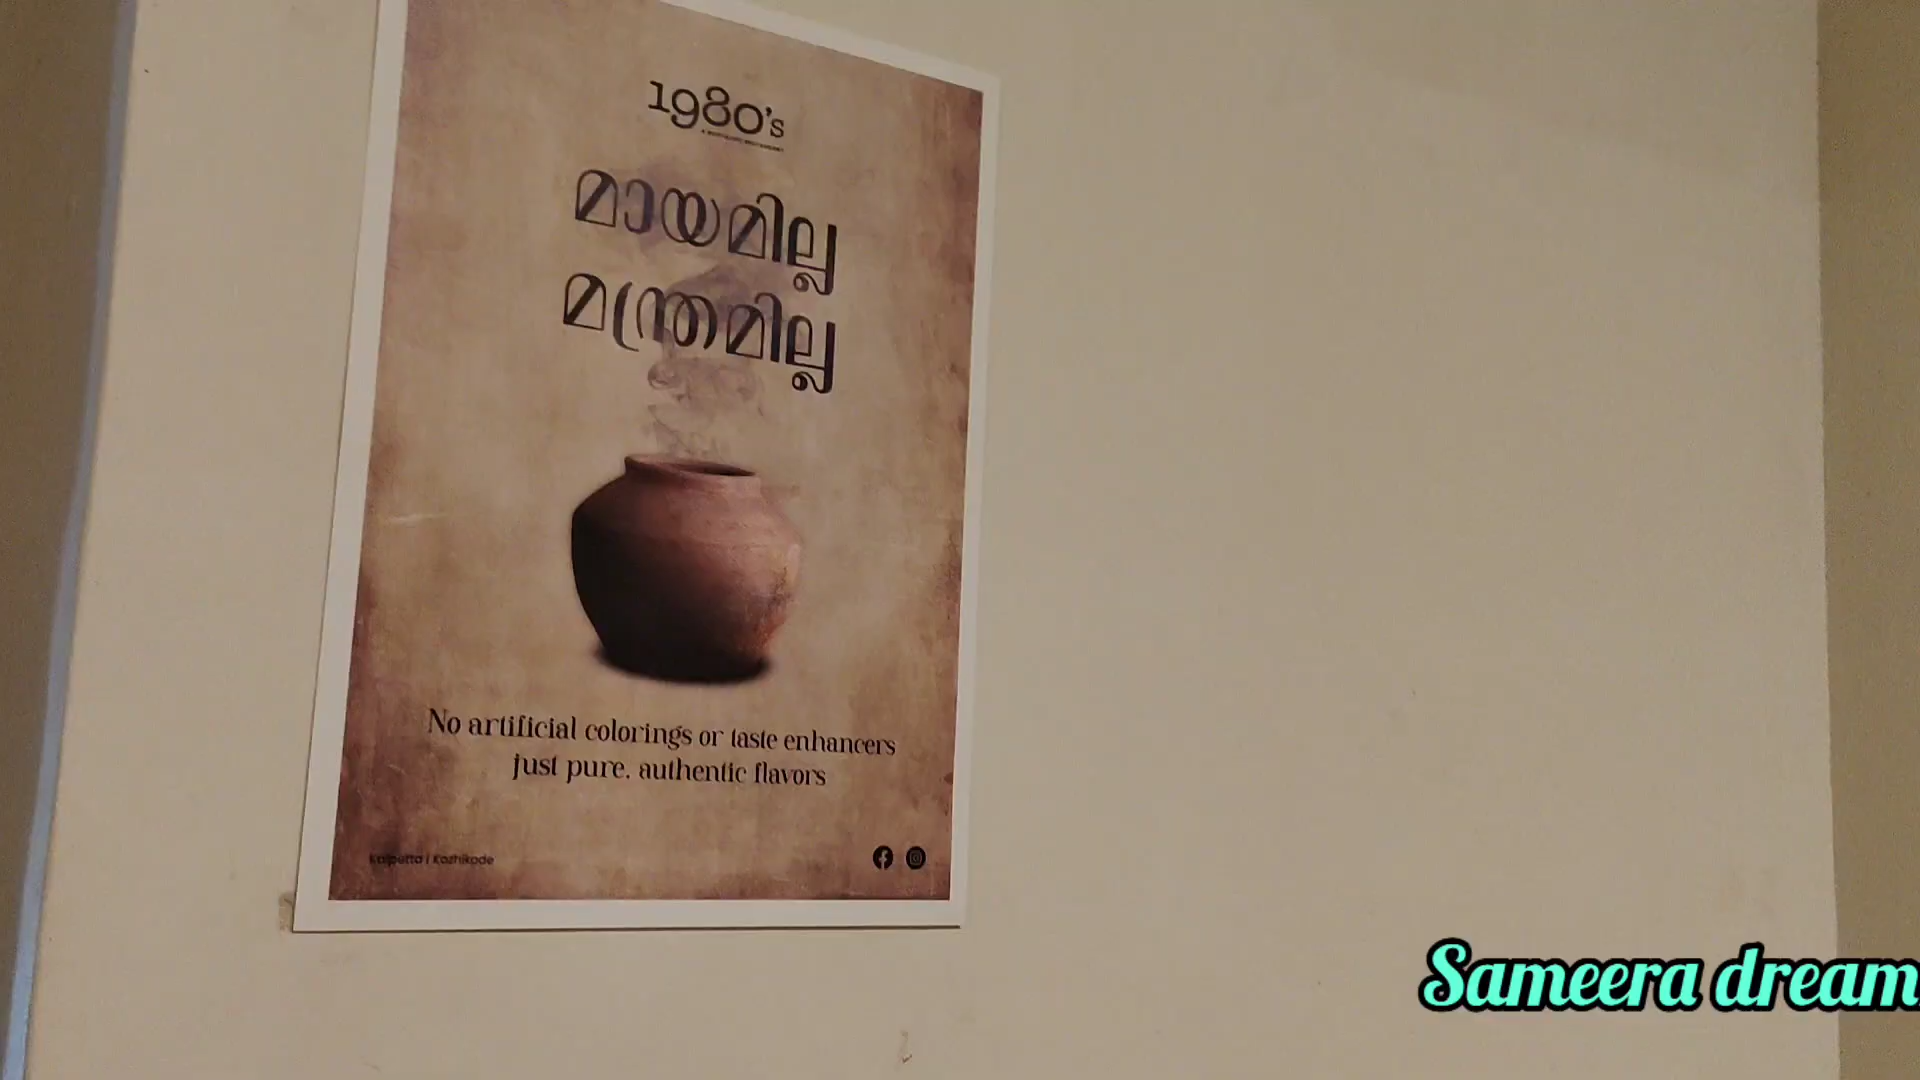 1980's
മായമില്ല
മന്ത്രമില്ല
No artificial colorings or taste enhancers
just pure. authentic flavors
Kalpetta | Kozhikode
Sameera dream